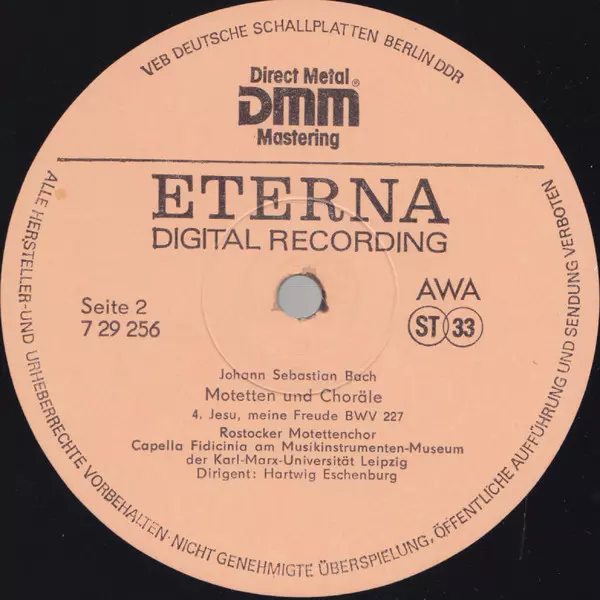 VEB DEUTSCHE SCHALLPLATTEN BERLIN DDR
Direct Metal
DMM®
Mastering
ETERNA
DIGITAL RECORDING
Seite 2
7 29 256
AWA
ST 33
Johann Sebastian Bach
Motetten und Choräle
4. Jesu, meine Freude BWV 227
Rostocker Motettenchor
Capella Fidicinia am Musikinstrumenten-Museum
der Karl-Marx-Universität Leipzig
Dirigent: Hartwig Eschenburg
ALLE HERSTELLER- UND URHEBERRECHTE VORBEHALTEN · NICHT GENEHMIGTE ÜBERSPIELUNG, ÖFFENTLICHE AUFFÜHRUNG UND SENDUNG VERBOTEN